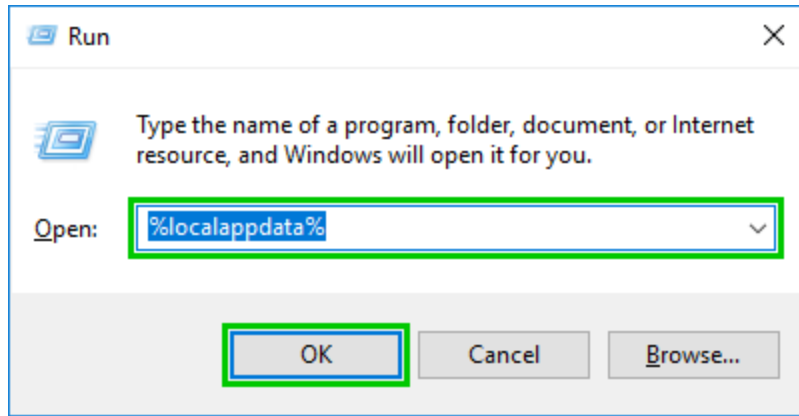 Run
Type the name of a program, folder, document, or Internet
resource, and Windows will open it for you.
Open: %localappdata%
OK Cancel Browse...